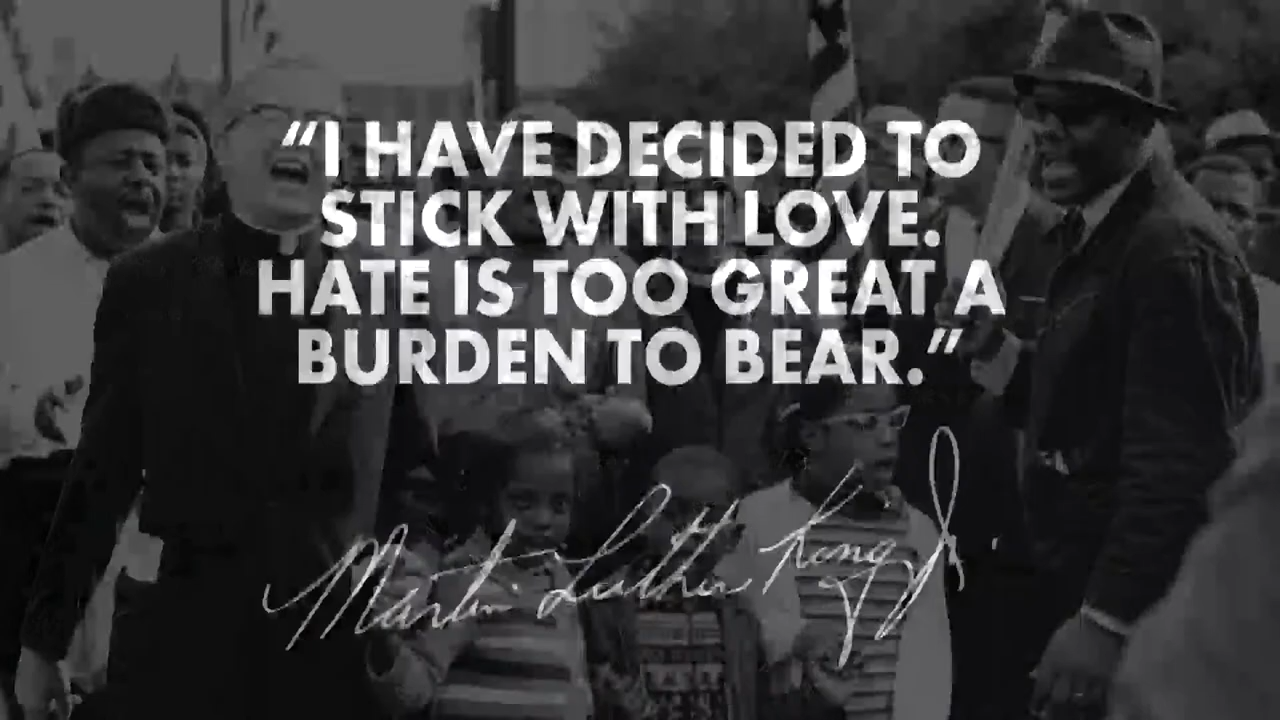 “I HAVE DECIDED TO
STICK WITH LOVE.
HATE IS TOO GREAT A
BURDEN TO BEAR.”
Martin Luther King Jr.